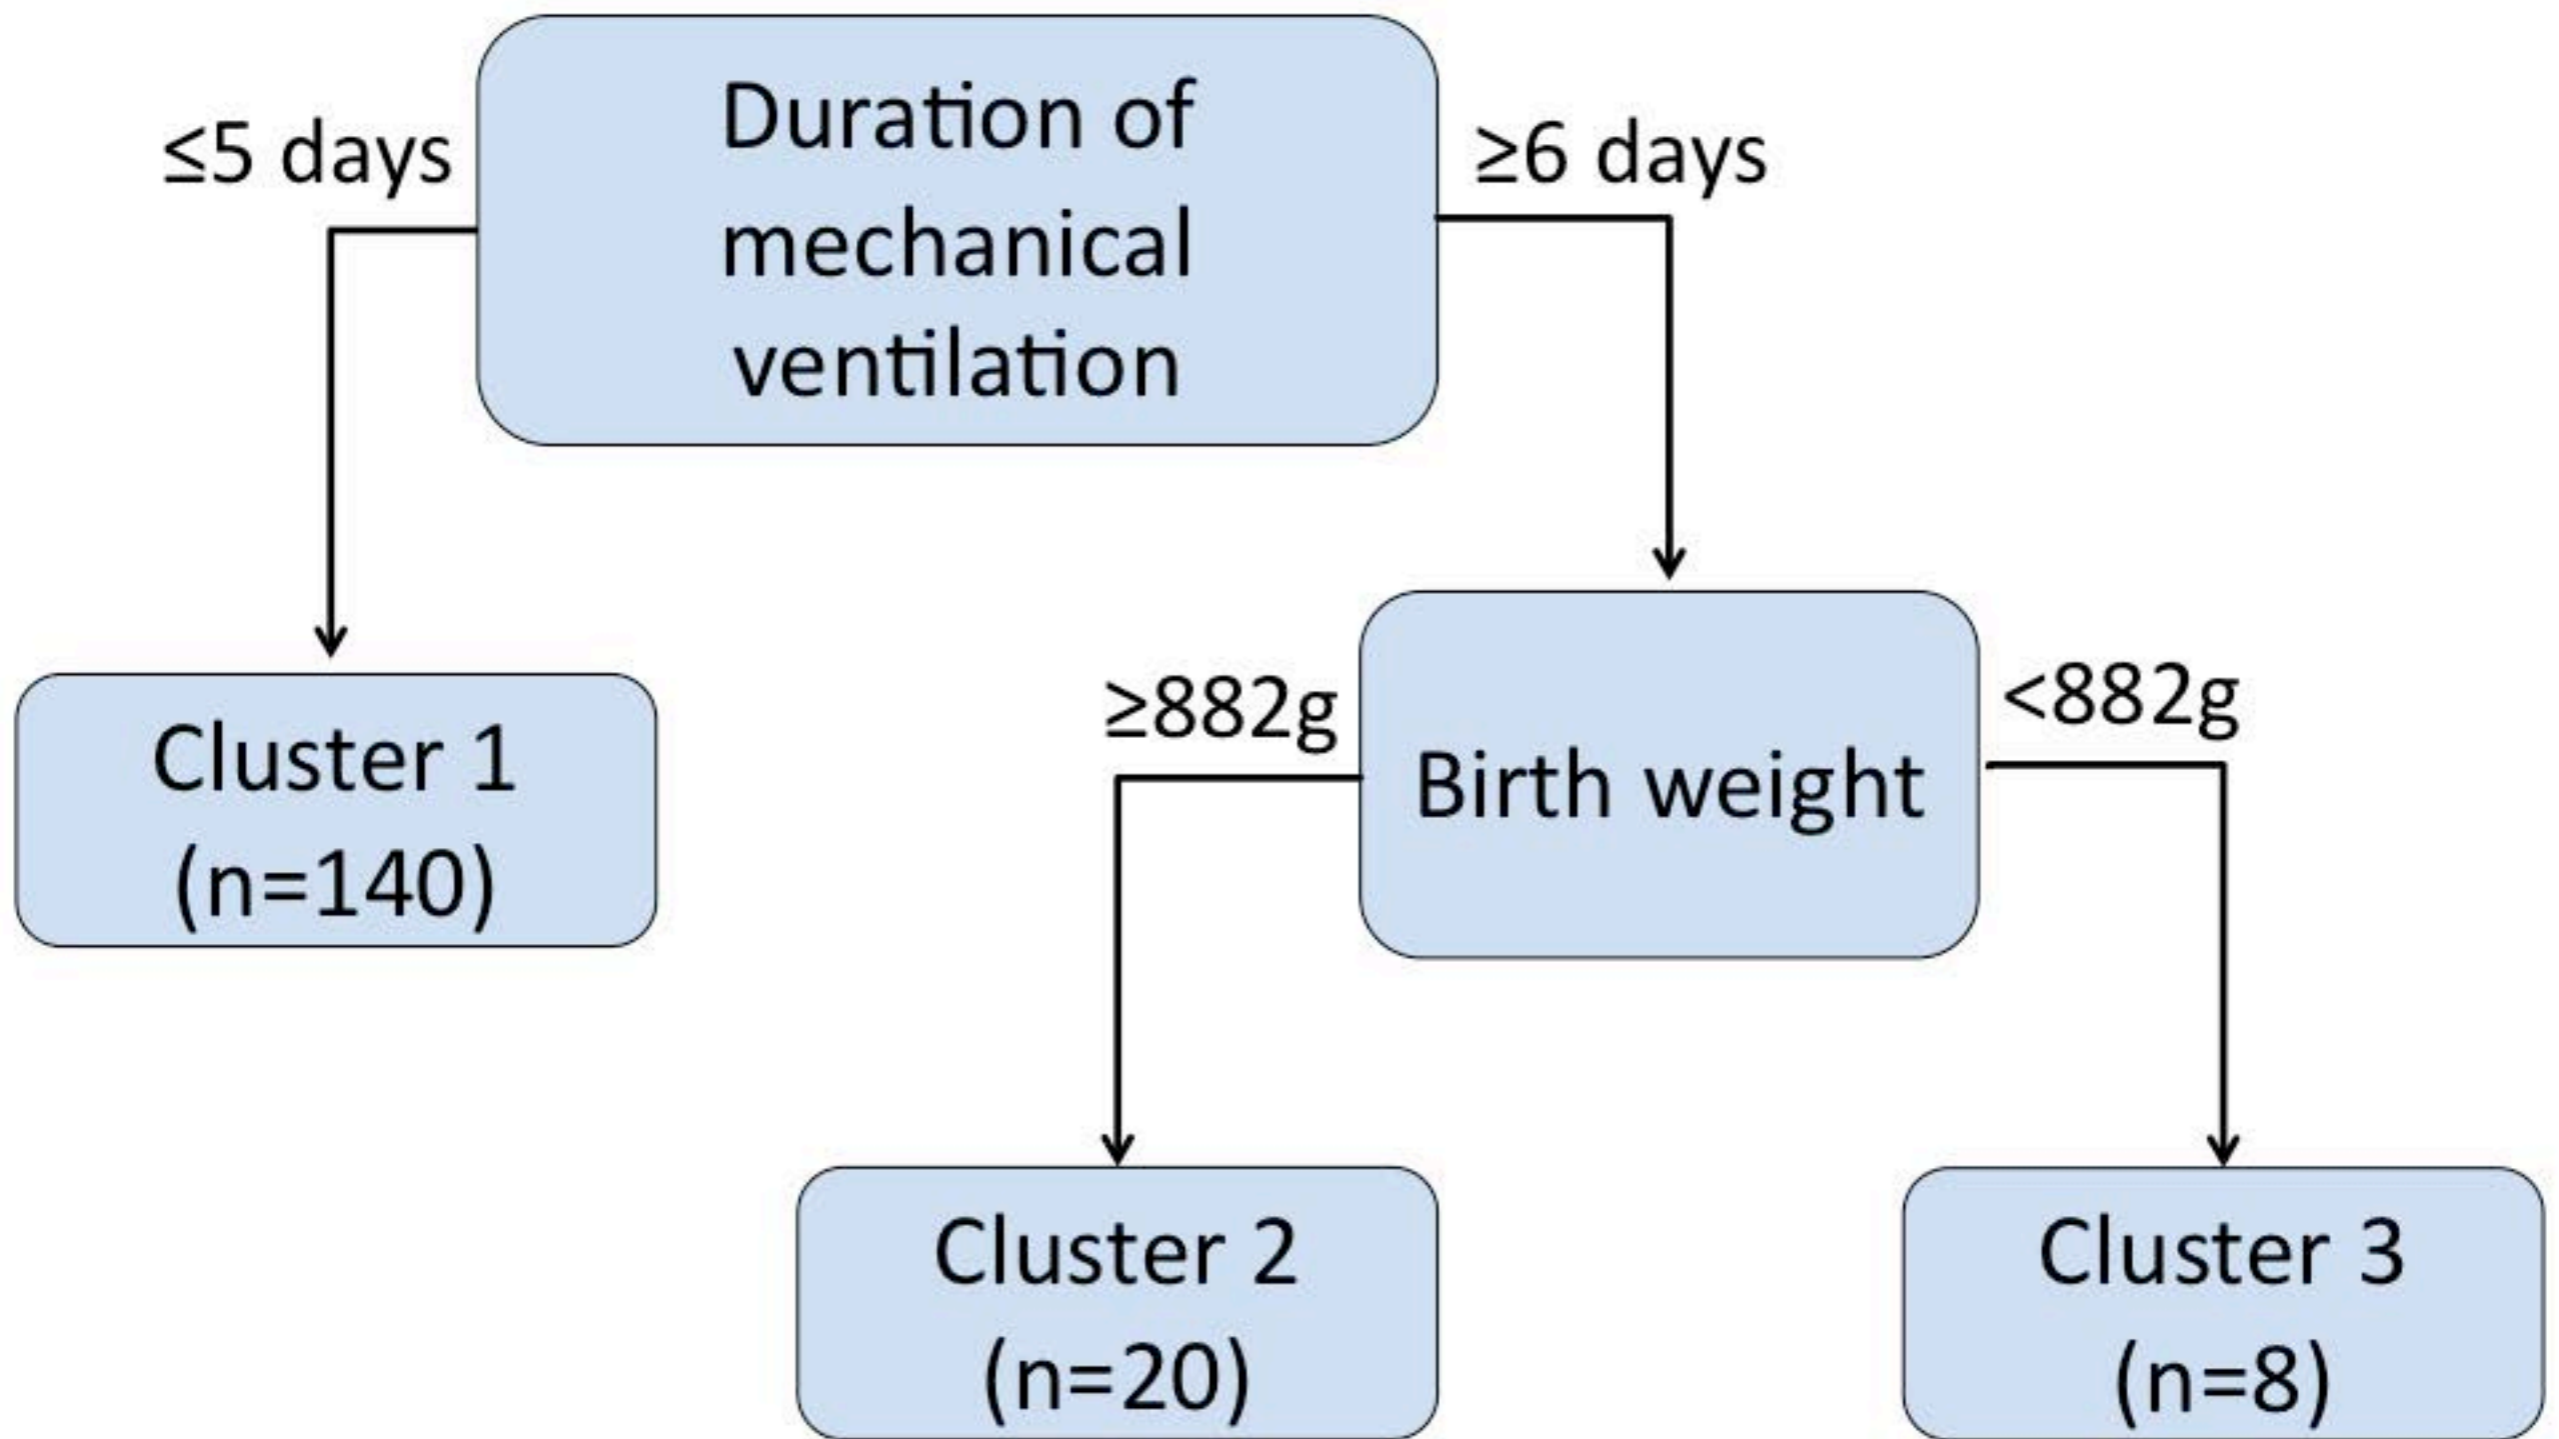 ≤5 days
Duration of
mechanical
ventilation
≥6 days
Cluster 1
(n=140)
≥882g
Birth weight
<882g
Cluster 2
(n=20)
Cluster 3
(n=8)